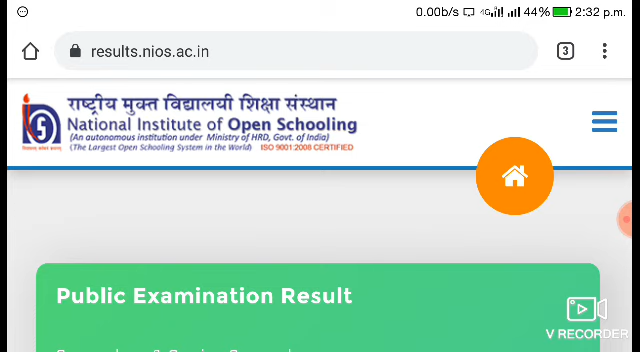 0.00b/s 4G 44% 2:32 p.m.
results.nios.ac.in 3
राष्ट्रीय मुक्त विद्यालयी शिक्षा संस्थान
National Institute of Open Schooling
(An autonomous institution under Ministry of HRD, Govt. of India)
(The Largest Open Schooling System in the World) ISO 9001:2008 CERTIFIED
Public Examination Result
V RECORDER